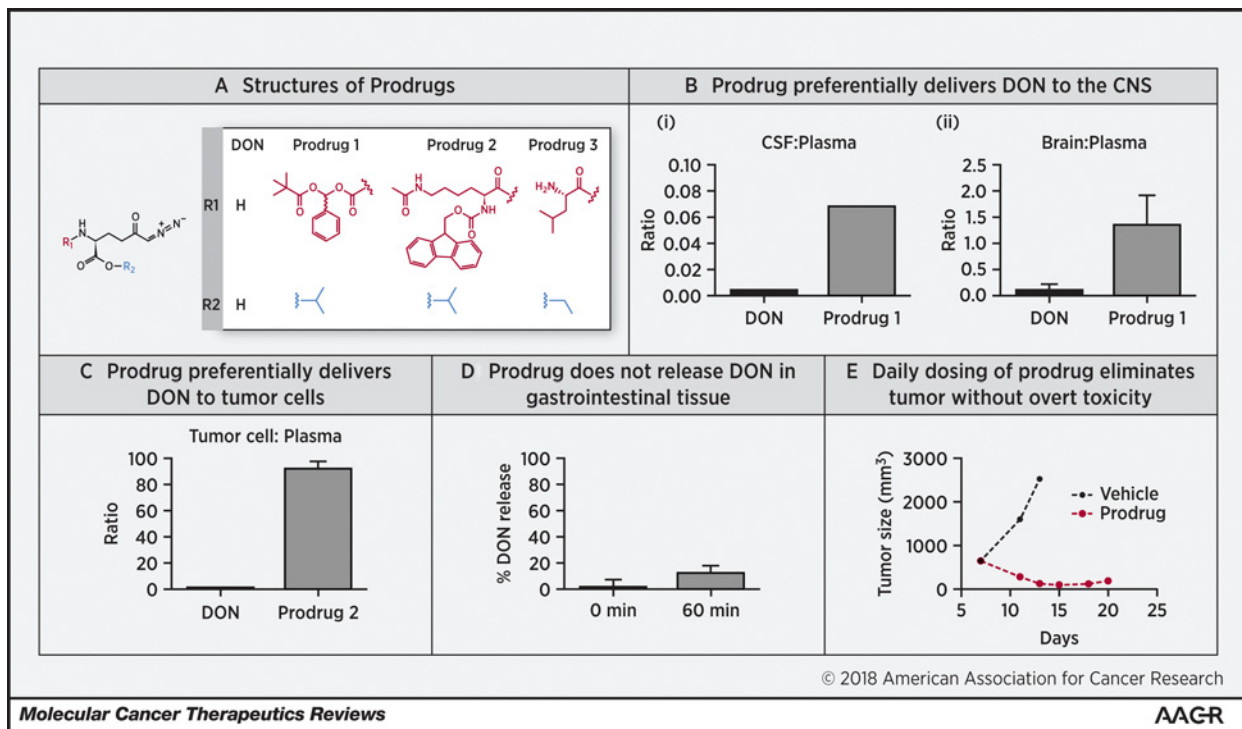 A Structures of Prodrugs
DON Prodrug 1 Prodrug 2 Prodrug 3
R1 H
R2 H
R₁
N
H
O
O
N
+
N
−
O
O–R₂
O
O
O
O
O
H
N
O
O
NH
O
O
H₂N
O
B Prodrug preferentially delivers DON to the CNS
(i)
CSF:Plasma
Ratio
0.10
0.08
0.06
0.04
0.02
0.00
DON Prodrug 1
(ii)
Brain:Plasma
Ratio
2.5
2.0
1.5
1.0
0.5
0.0
DON Prodrug 1
C Prodrug preferentially delivers
DON to tumor cells
Tumor cell: Plasma
Ratio
100
80
60
40
20
0
DON Prodrug 2
D Prodrug does not release DON in
gastrointestinal tissue
% DON release
100
80
60
40
20
0
0 min 60 min
E Daily dosing of prodrug eliminates
tumor without overt toxicity
Tumor size (mm³)
3000
2000
1000
0
Vehicle
Prodrug
5 10 15 20 25
Days
© 2018 American Association for Cancer Research
Molecular Cancer Therapeutics Reviews
AACR